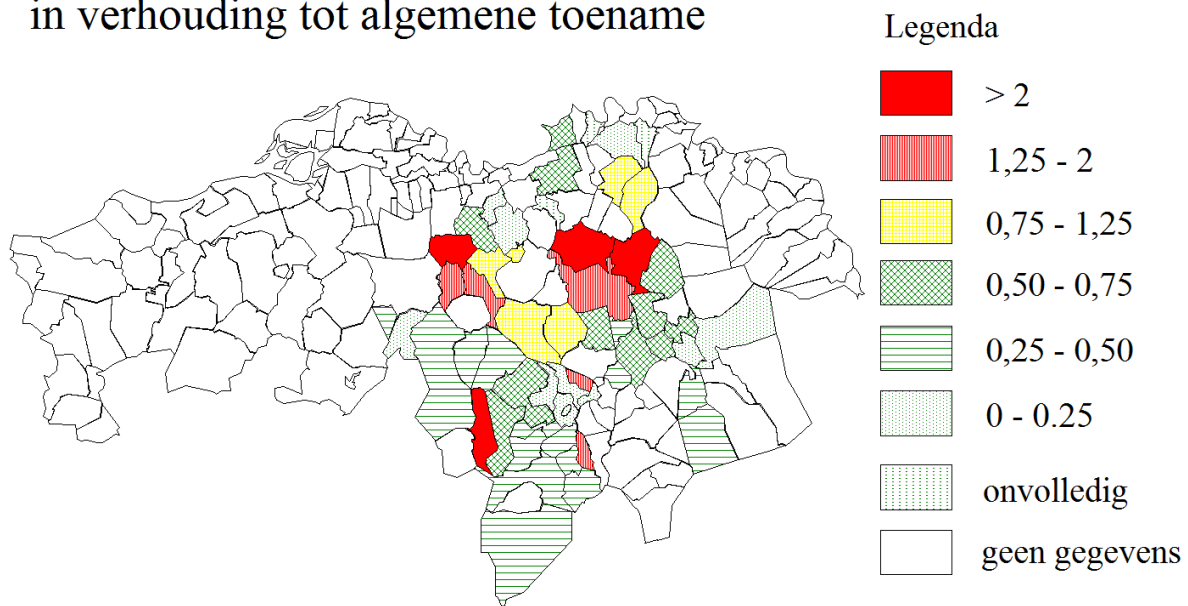 in verhouding tot algemene toename
Legenda
> 2
1,25 - 2
0,75 - 1,25
0,50 - 0,75
0,25 - 0,50
0 - 0.25
onvolledig
geen gegevens